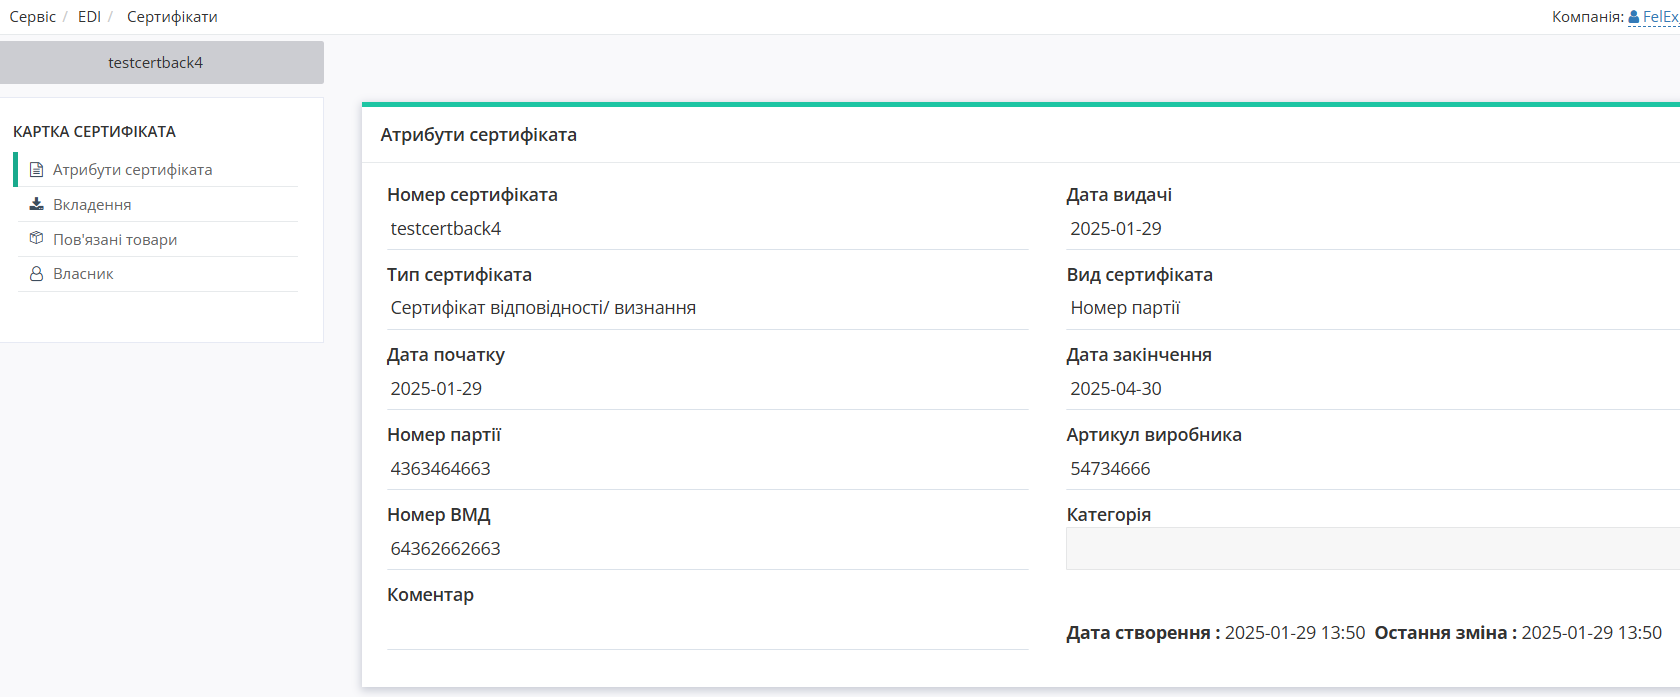 Сервіс / EDI / Сертифікати
Компанія: FelEx
testcertback4
КАРТКА СЕРТИФІКАТА
Атрибути сертифіката
Вкладення
Пов'язані товари
Власник
Атрибути сертифіката
Номер сертифіката
testcertback4
Дата видачі
2025-01-29
Тип сертифіката
Сертифікат відповідності/ визнання
Вид сертифіката
Номер партії
Дата початку
2025-01-29
Дата закінчення
2025-04-30
Номер партії
4363464663
Артикул виробника
54734666
Номер ВМД
64362662663
Категорія
Коментар
Дата створення : 2025-01-29 13:50 Остання зміна : 2025-01-29 13:50